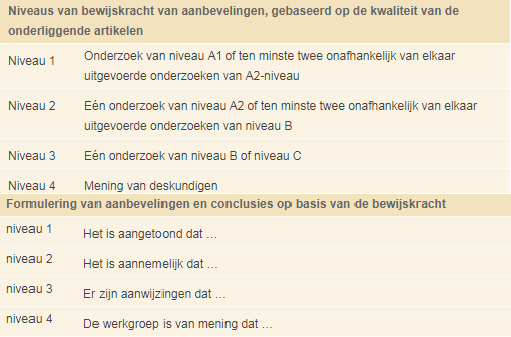 Niveaus van bewijskracht van aanbevelingen, gebaseerd op de kwaliteit van de
onderliggende artikelen
Niveau 1 Onderzoek van niveau A1 of ten minste twee onafhankelijk van elkaar
uitgevoerde onderzoeken van A2-niveau
Niveau 2 Eén onderzoek van niveau A2 of ten minste twee onafhankelijk van elkaar
uitgevoerde onderzoeken van niveau B
Niveau 3 Eén onderzoek van niveau B of niveau C
Niveau 4 Mening van deskundigen
Formulering van aanbevelingen en conclusies op basis van de bewijskracht
niveau 1 Het is aangetoond dat …
niveau 2 Het is aannemelijk dat …
niveau 3 Er zijn aanwijzingen dat …
niveau 4 De werkgroep is van mening dat …